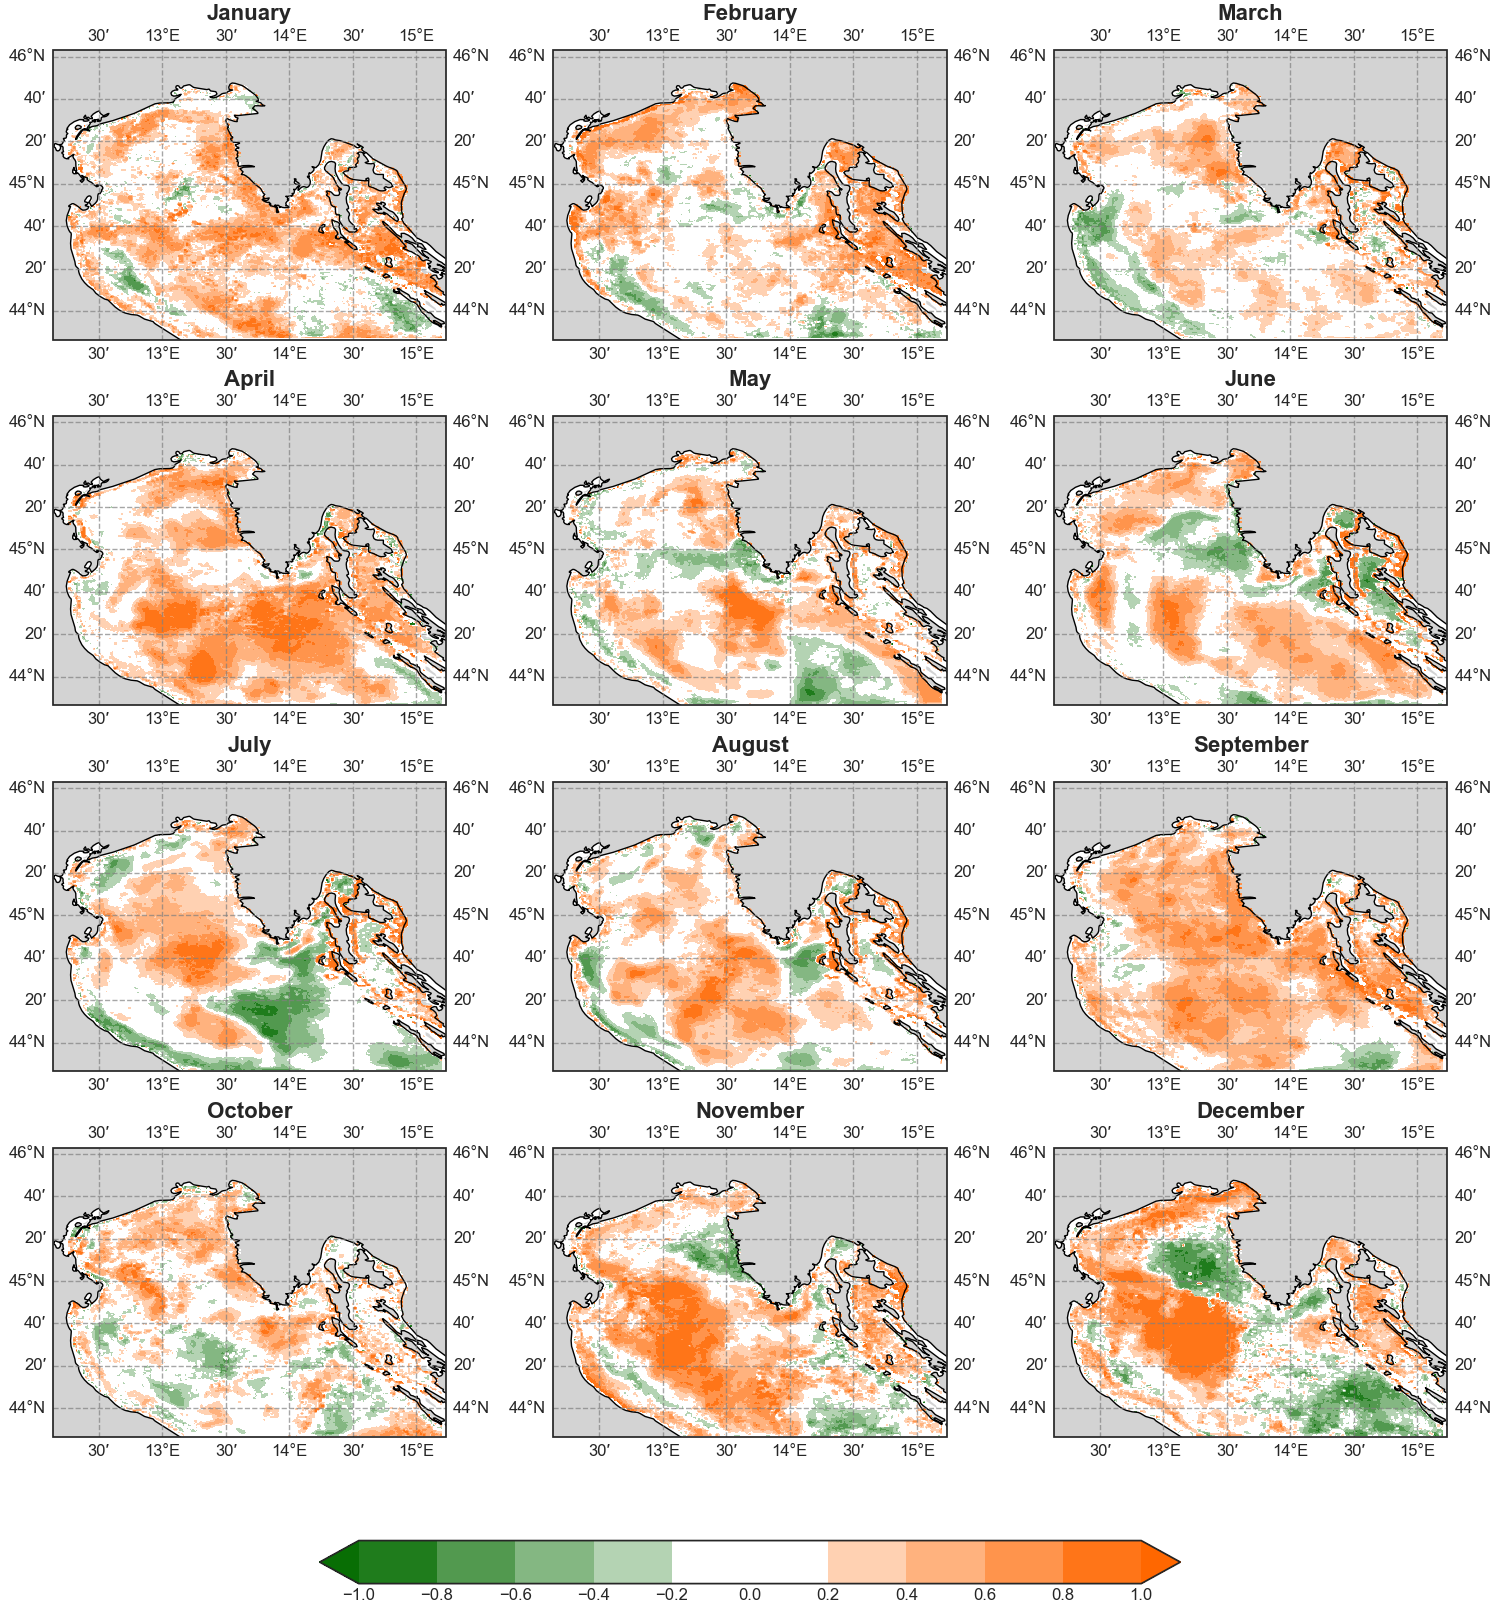 January February March
30′ 13°E 30′ 14°E 30′ 15°E 30′ 13°E 30′ 14°E 30′ 15°E 30′ 13°E 30′ 14°E 30′ 15°E
46°N 46°N 46°N 46°N 46°N
40′ 40′ 40′ 40′
20′ 20′ 20′ 20′
45°N 45°N 45°N 45°N
40′ 40′ 40′ 40′
20′ 20′ 20′ 20′
44°N 44°N 44°N 44°N
30′ 13°E 30′ 14°E 30′ 15°E 30′ 13°E 30′ 14°E 30′ 15°E 30′ 13°E 30′ 14°E 30′ 15°E
April May June
30′ 13°E 30′ 14°E 30′ 15°E 30′ 13°E 30′ 14°E 30′ 15°E 30′ 13°E 30′ 14°E 30′ 15°E
46°N 46°N 46°N 46°N 46°N 46°N
40′ 40′ 40′ 40′ 40′ 40′
20′ 20′ 20′ 20′ 20′ 20′
45°N 45°N 45°N 45°N 45°N 45°N
40′ 40′ 40′ 40′ 40′ 40′
20′ 20′ 20′ 20′ 20′ 20′
44°N 44°N 44°N 44°N 44°N 44°N
30′ 13°E 30′ 14°E 30′ 15°E 30′ 13°E 30′ 14°E 30′ 15°E 30′ 13°E 30′ 14°E 30′ 15°E
July August September
30′ 13°E 30′ 14°E 30′ 15°E 30′ 13°E 30′ 14°E 30′ 15°E 30′ 13°E 30′ 14°E 30′ 15°E
46°N 46°N 46°N 46°N 46°N 46°N
40′ 40′ 40′ 40′ 40′ 40′
20′ 20′ 20′ 20′ 20′ 20′
45°N 45°N 45°N 45°N 45°N 45°N
40′ 40′ 40′ 40′ 40′ 40′
20′ 20′ 20′ 20′ 20′ 20′
44°N 44°N 44°N 44°N 44°N 44°N
30′ 13°E 30′ 14°E 30′ 15°E 30′ 13°E 30′ 14°E 30′ 15°E 30′ 13°E 30′ 14°E 30′ 15°E
October November December
30′ 13°E 30′ 14°E 30′ 15°E 30′ 13°E 30′ 14°E 30′ 15°E 30′ 13°E 30′ 14°E 30′ 15°E
46°N 46°N 46°N 46°N 46°N 46°N
40′ 40′ 40′ 40′ 40′ 40′
20′ 20′ 20′ 20′ 20′ 20′
45°N 45°N 45°N 45°N 45°N 45°N
40′ 40′ 40′ 40′ 40′ 40′
20′ 20′ 20′ 20′ 20′ 20′
44°N 44°N 44°N 44°N 44°N 44°N
30′ 13°E 30′ 14°E 30′ 15°E 30′ 13°E 30′ 14°E 30′ 15°E 30′ 13°E 30′ 14°E 30′ 15°E
−1.0 −0.8 −0.6 −0.4 −0.2 0.0 0.2 0.4 0.6 0.8 1.0